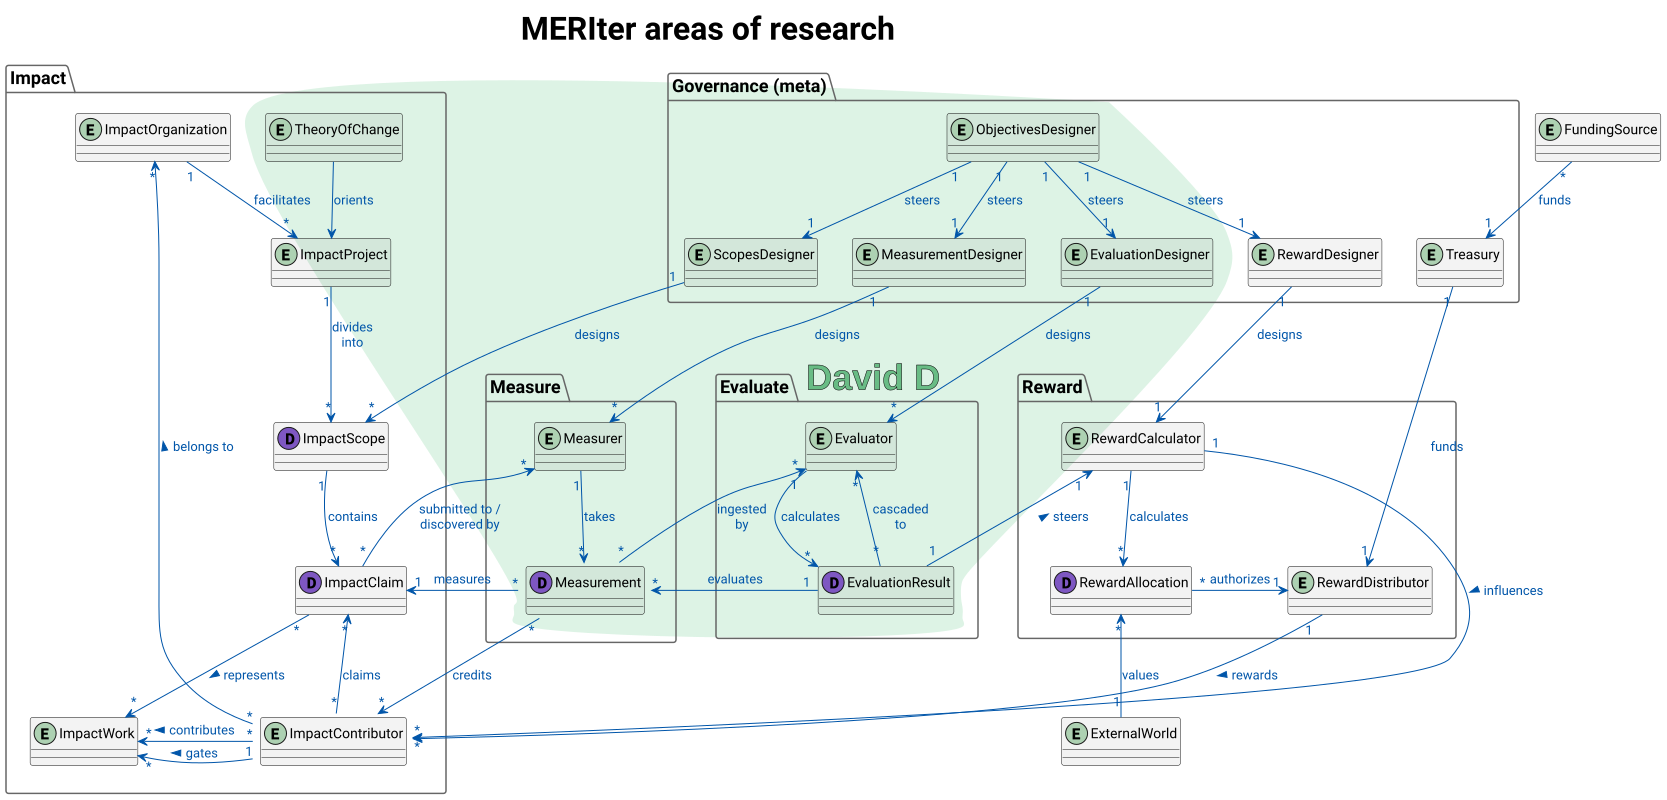 MERIter areas of research
Impact
Governance (meta)
E ImpactOrganization
E TheoryOfChange
E ObjectivesDesigner
E FundingSource
* 1
1 1 1 1
*
facilitates
orients
steers
steers
steers
steers
funds
*
1 1 1 1 1
E ImpactProject
E ScopesDesigner
E MeasurementDesigner
E EvaluationDesigner
E RewardDesigner
E Treasury
1
1 1 1 1 1
divides
into
designs
designs
designs
designs
David D
Measure
Evaluate
Reward
* *
*
*
1
D ImpactScope
E Measurer
E Evaluator
E RewardCalculator
1
belongs to
funds
1
*
1
*
1
*
1 1
submitted to /
discovered by
contains
takes
ingested
by
calculates
cascaded
to
steers
calculates
* *
* *
* *
1
*
1
D ImpactClaim
1 measures *
D Measurement
* evaluates 1
D EvaluationResult
D RewardAllocation
* authorizes 1
E RewardDistributor
influences
* *
*
*
1
represents
claims
credits
values
rewards
*
* *
1
E ImpactWork
* contributes *
* gates 1
*
E ImpactContributor
*
*
E ExternalWorld